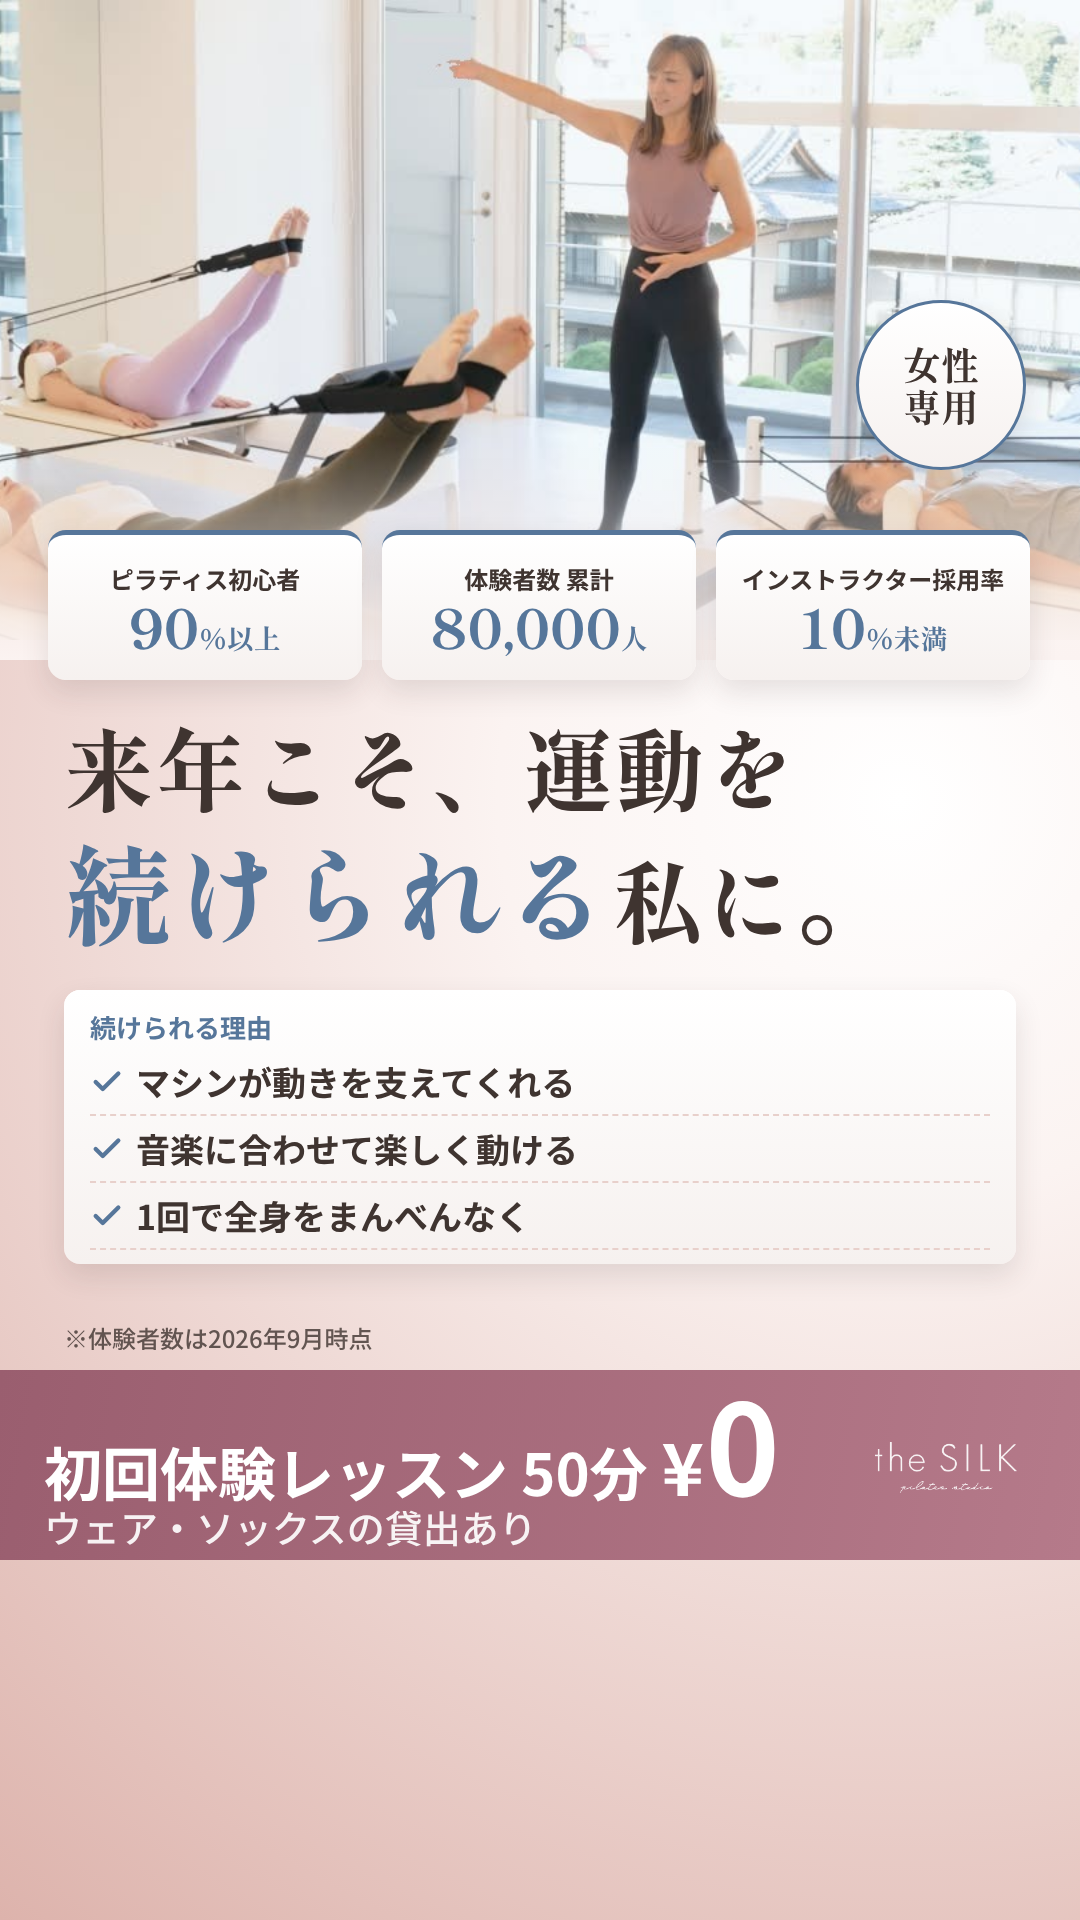 女性
専用
ピラティス初心者
90%以上
体験者数 累計
80,000人
インストラクター採用率
10%未満
来年こそ、運動を
続けられる私に。
続けられる理由
マシンが動きを支えてくれる
音楽に合わせて楽しく動ける
1回で全身をまんべんなく
※体験者数は2026年9月時点
初回体験レッスン 50分 ¥0
ウェア・ソックスの貸出あり
the SILK
pilates studio